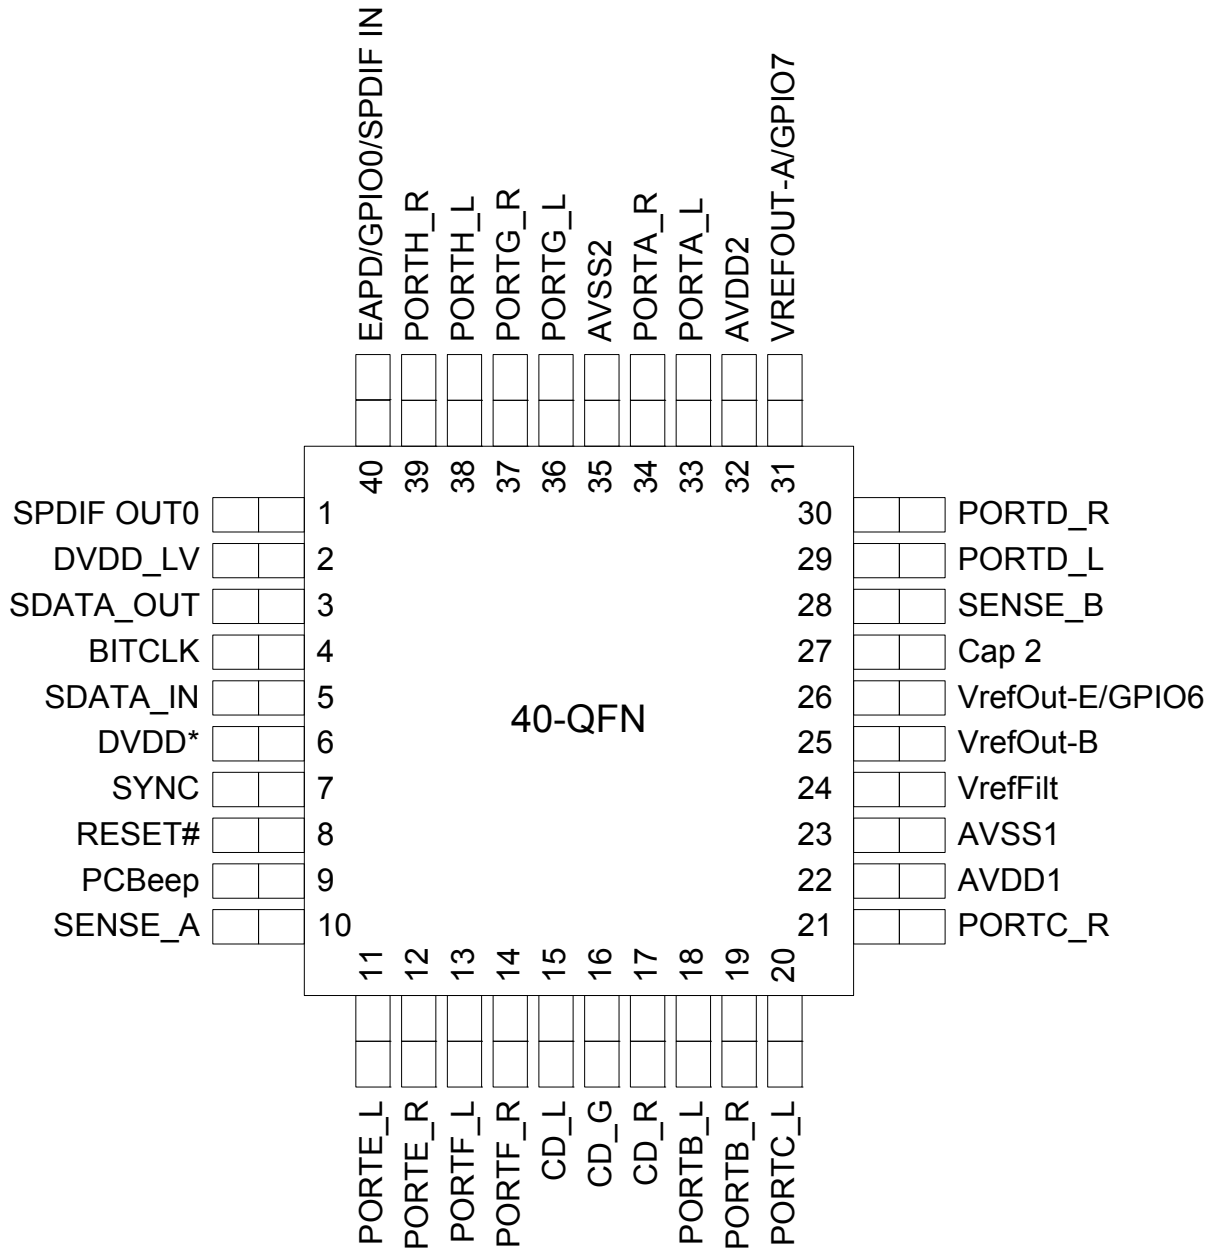 EAPD/GPIO0/SPDIF IN
PORTH_R
PORTH_L
PORTG_R
PORTG_L
AVSS2
PORTA_R
PORTA_L
AVDD2
VREFOUT-A/GPIO7
40
39
38
37
36
35
34
33
32
31
SPDIF OUT0 1
DVDD_LV 2
SDATA_OUT 3
BITCLK 4
SDATA_IN 5
DVDD* 6
SYNC 7
RESET# 8
PCBeep 9
SENSE_A 10
40-QFN
30 PORTD_R
29 PORTD_L
28 SENSE_B
27 Cap 2
26 VrefOut-E/GPIO6
25 VrefOut-B
24 VrefFilt
23 AVSS1
22 AVDD1
21 PORTC_R
11
12
13
14
15
16
17
18
19
20
PORTE_L
PORTE_R
PORTF_L
PORTF_R
CD_L
CD_G
CD_R
PORTB_L
PORTB_R
PORTC_L